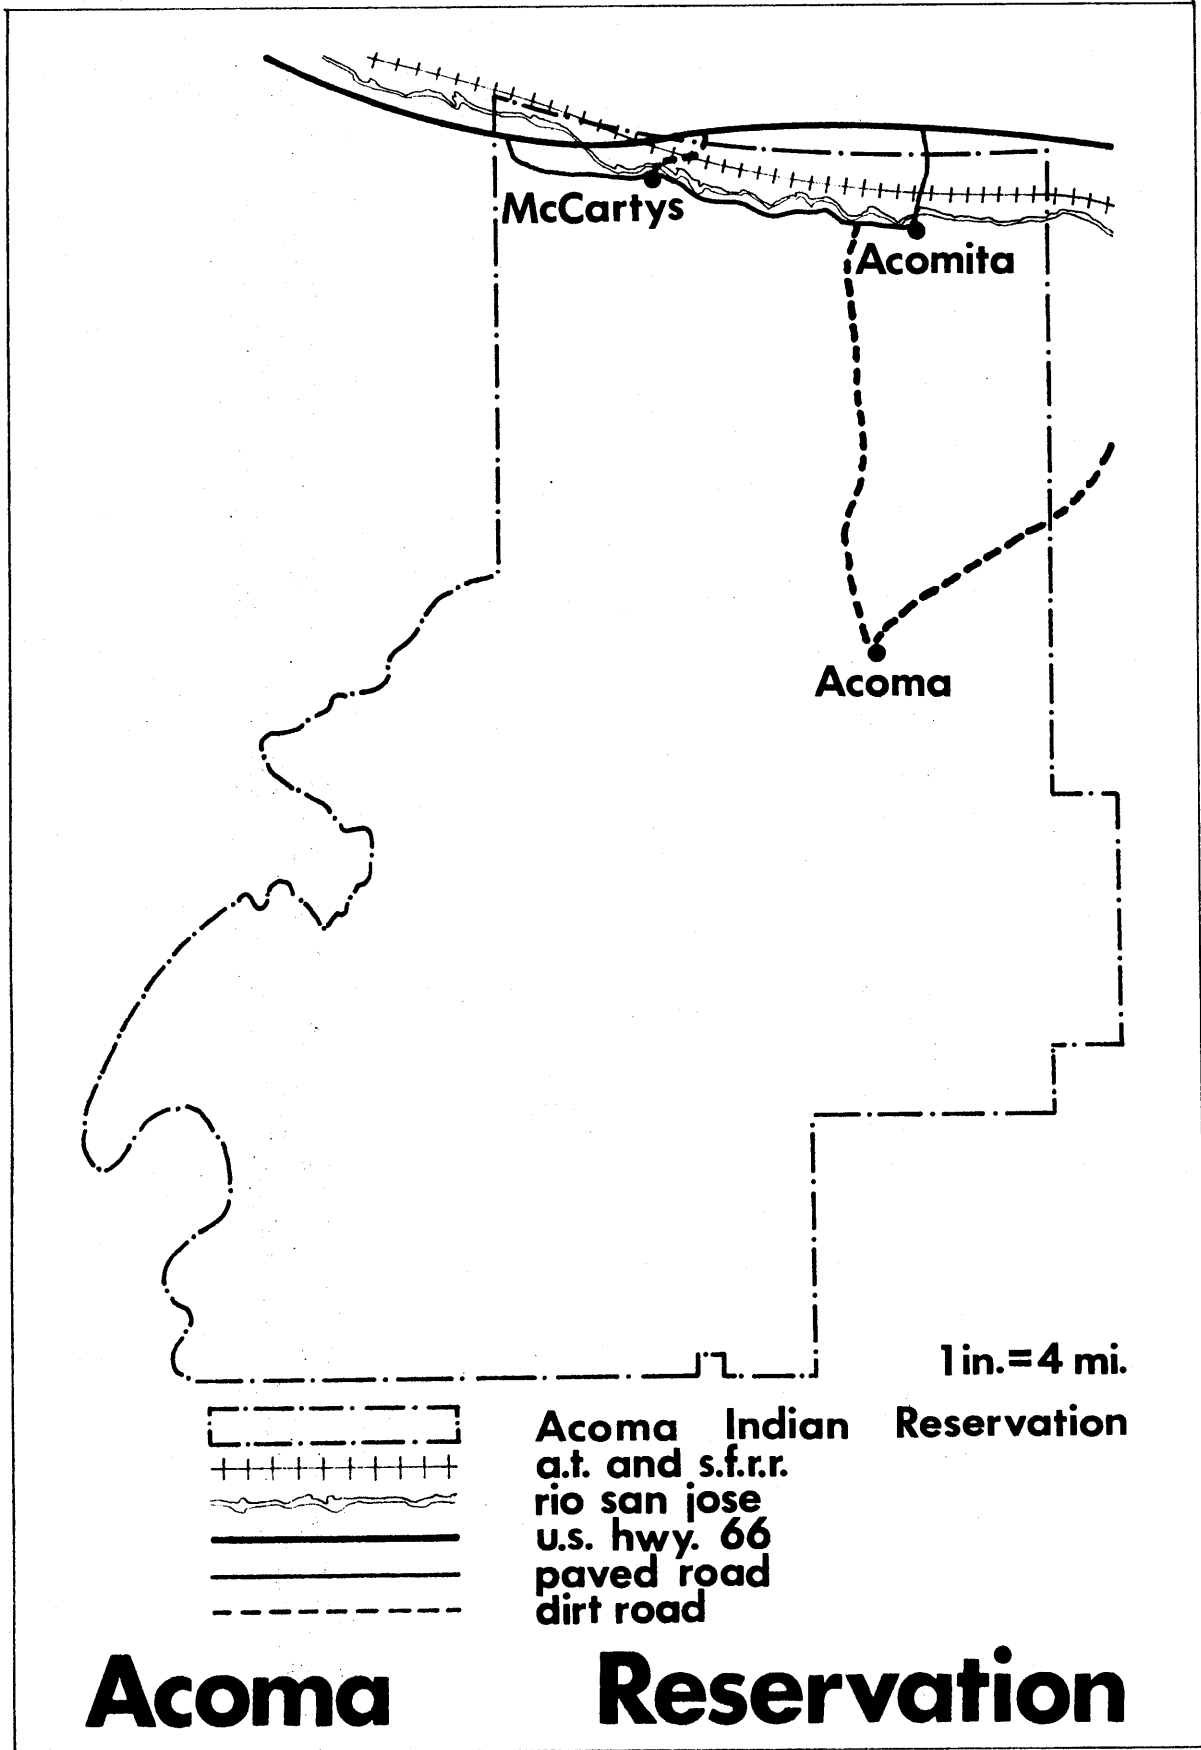 McCartys
Acomita
Acoma
1 in.=4 mi.
Acoma Indian Reservation
a.t. and s.f.r.r.
rio san jose
u.s. hwy. 66
paved road
dirt road
Acoma Reservation